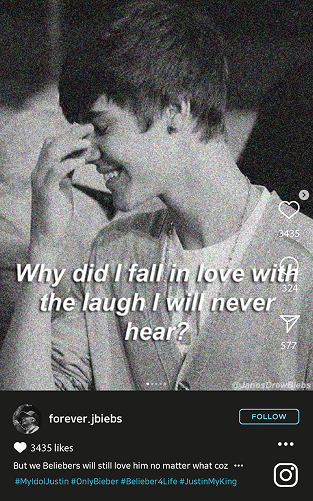 3435
Why did I fall in love with
the laugh I will never
hear?
324
577
@JanosDrewBiebs
forever.jbiebs
FOLLOW
3435 likes
But we Beliebers will still love him no matter what coz •••
#MyIdolJustin #OnlyBieber #Belieber4Life #JustinMyKing